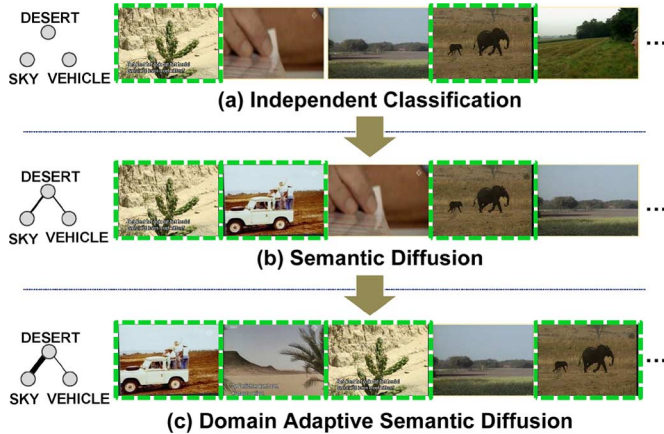 DESERT
SKY VEHICLE
...
(a) Independent Classification
DESERT
SKY VEHICLE
...
(b) Semantic Diffusion
DESERT
SKY VEHICLE
...
(c) Domain Adaptive Semantic Diffusion